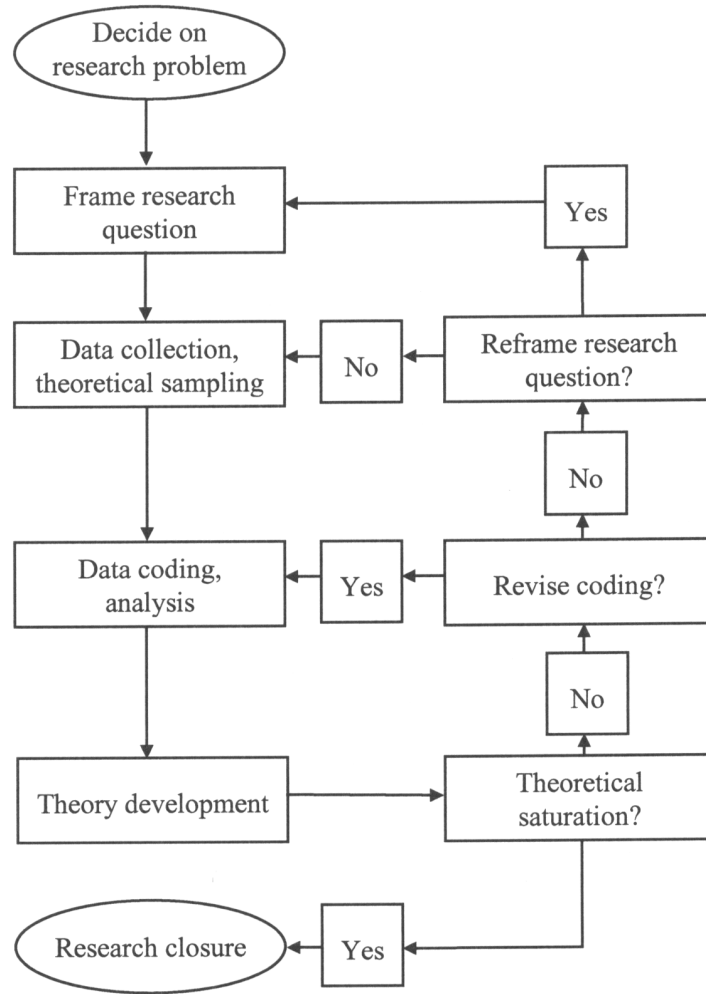 Decide on
research problem
Frame research
question
Yes
Data collection,
theoretical sampling
No
Reframe research
question?
No
Data coding,
analysis
Yes
Revise coding?
No
Theory development
Theoretical
saturation?
Research closure
Yes